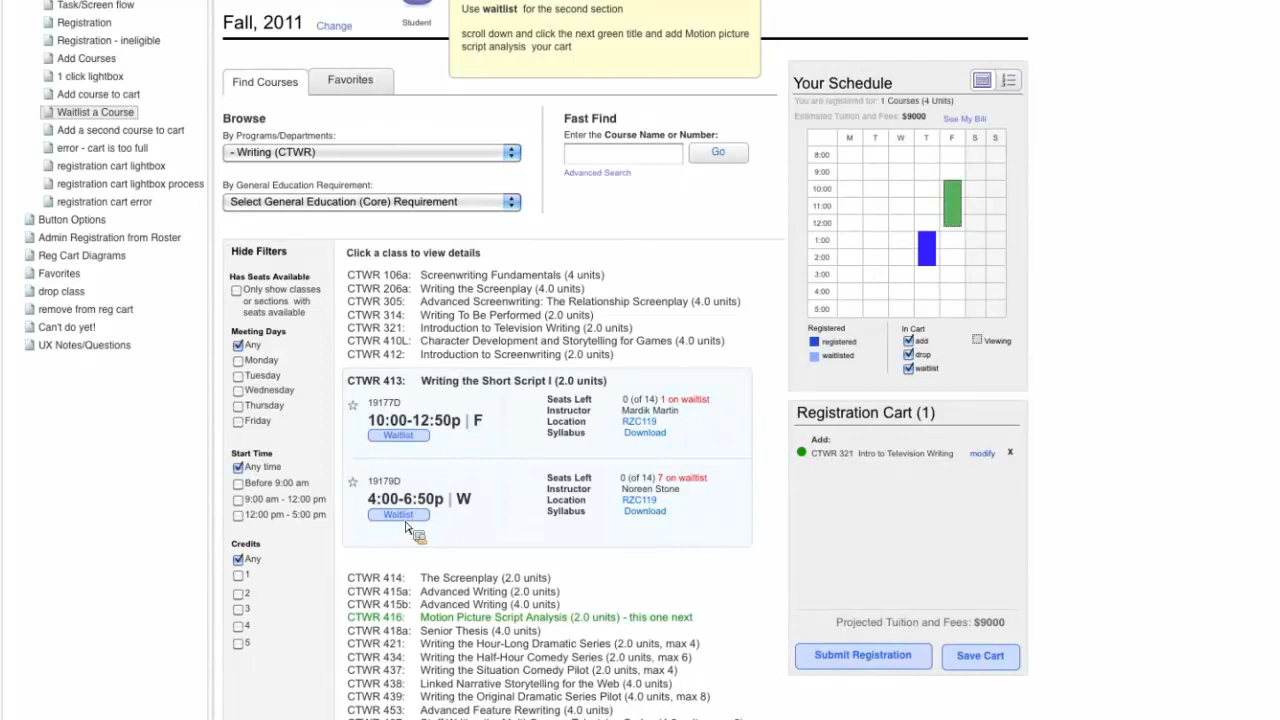 Task/Screen flow
Registration
Registration - ineligible
Add Courses
1 click lightbox
Add course to cart
Waitlist a Course
Add a second course to cart
error - cart is too full
registration cart lightbox
registration cart lightbox process
registration cart error
Button Options
Admin Registration from Roster
Reg Cart Diagrams
Favorites
drop class
remove from reg cart
Can't do yet!
UX Notes/Questions
Fall, 2011 Change
Student
Use waitlist for the second section
scroll down and click the next green title and add Motion picture
script analysis your cart
Find Courses Favorites
Browse
By Programs/Departments:
- Writing (CTWR)
By General Education Requirement:
Select General Education (Core) Requirement
Fast Find
Enter the Course Name or Number:
Go
Advanced Search
Hide Filters
Has Seats Available
Only show classes
or sections with
seats available
Meeting Days
Any
Monday
Tuesday
Wednesday
Thursday
Friday
Start Time
Any time
Before 9:00 am
9:00 am - 12:00 pm
12:00 pm - 5:00 pm
Credits
Any
1
2
3
4
5
Click a class to view details
CTWR 106a: Screenwriting Fundamentals (4 units)
CTWR 206a: Writing the Screenplay (4.0 units)
CTWR 305: Advanced Screenwriting: The Relationship Screenplay (4.0 units)
CTWR 314: Writing To Be Performed (2.0 units)
CTWR 321: Introduction to Television Writing (2.0 units)
CTWR 410L: Character Development and Storytelling for Games (4.0 units)
CTWR 412: Introduction to Screenwriting (2.0 units)
CTWR 413: Writing the Short Script I (2.0 units)
19177D
10:00-12:50p | F
Waitlist
Seats Left 0 (of 14) 1 on waitlist
Instructor Mardik Martin
Location RZC119
Syllabus Download
19179D
4:00-6:50p | W
Waitlist
Seats Left 0 (of 14) 7 on waitlist
Instructor Noreen Stone
Location RZC119
Syllabus Download
CTWR 414: The Screenplay (2.0 units)
CTWR 415a: Advanced Writing (2.0 units)
CTWR 415b: Advanced Writing (4.0 units)
CTWR 416: Motion Picture Script Analysis (2.0 units) - this one next
CTWR 418a: Senior Thesis (4.0 units)
CTWR 421: Writing the Hour-Long Dramatic Series (2.0 units, max 4)
CTWR 434: Writing the Half-Hour Comedy Series (2.0 units, max 6)
CTWR 437: Writing the Situation Comedy Pilot (2.0 units, max 4)
CTWR 438: Linked Narrative Storytelling for the Web (4.0 units)
CTWR 439: Writing the Original Dramatic Series Pilot (4.0 units, max 8)
CTWR 453: Advanced Feature Rewriting (4.0 units)
Your Schedule
You are registered for: 1 Courses (4 Units)
Estimated Tuition and Fees: $9000 See My Bill
M T W T F S S
8:00
9:00
10:00
11:00
12:00
1:00
2:00
3:00
4:00
5:00
Registered
registered
waitlisted
In Cart
add
drop
waitlist
Viewing
Registration Cart (1)
Add:
CTWR 321 Intro to Television Writing modify x
Projected Tuition and Fees: $9000
Submit Registration Save Cart